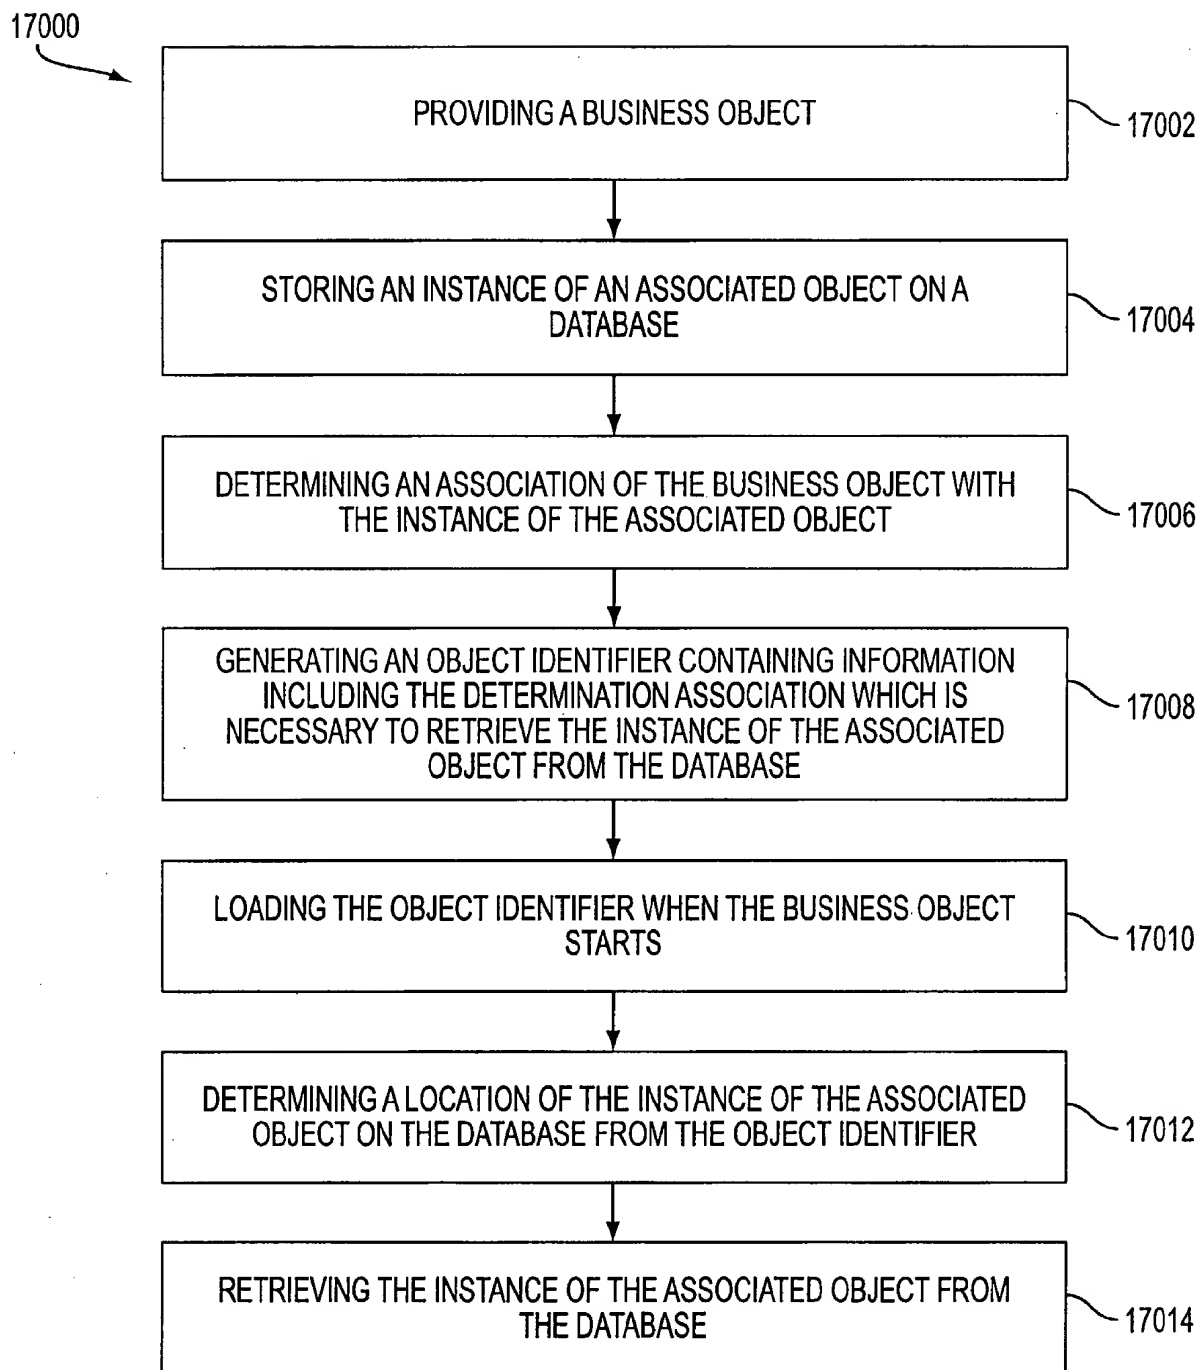 17000
PROVIDING A BUSINESS OBJECT
17002
STORING AN INSTANCE OF AN ASSOCIATED OBJECT ON A
DATABASE
17004
DETERMINING AN ASSOCIATION OF THE BUSINESS OBJECT WITH
THE INSTANCE OF THE ASSOCIATED OBJECT
17006
GENERATING AN OBJECT IDENTIFIER CONTAINING INFORMATION
INCLUDING THE DETERMINATION ASSOCIATION WHICH IS
NECESSARY TO RETRIEVE THE INSTANCE OF THE ASSOCIATED
OBJECT FROM THE DATABASE
17008
LOADING THE OBJECT IDENTIFIER WHEN THE BUSINESS OBJECT
STARTS
17010
DETERMINING A LOCATION OF THE INSTANCE OF THE ASSOCIATED
OBJECT ON THE DATABASE FROM THE OBJECT IDENTIFIER
17012
RETRIEVING THE INSTANCE OF THE ASSOCIATED OBJECT FROM
THE DATABASE
17014